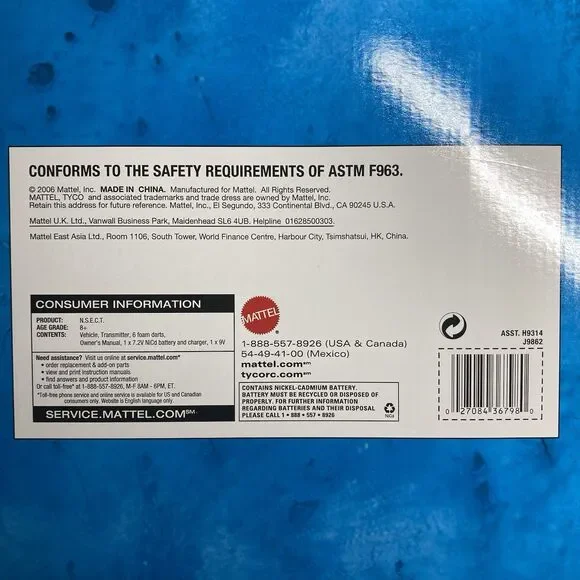 CONFORMS TO THE SAFETY REQUIREMENTS OF ASTM F963.
© 2006 Mattel, Inc. MADE IN CHINA. Manufactured for Mattel. All Rights Reserved.
MATTEL, TYCO and associated trademarks and trade dress are owned by Mattel, Inc.
Retain this address for future reference. Mattel, Inc., El Segundo, 333 Continental Blvd., CA 90245 U.S.A.
Mattel U.K. Ltd., Vanwall Business Park, Maidenhead SL6 4UB. Helpline 01628500303.
Mattel East Asia Ltd., Room 1106, South Tower, World Finance Centre, Harbour City, Tsimshatsui, HK, China.
CONSUMER INFORMATION
PRODUCT: N.S.E.C.T.
AGE GRADE: 8+
CONTENTS: Vehicle, Transmitter, 6 foam darts,
Owner's Manual, 1 x 7.2V NiCd battery and charger, 1 x 9V
Need assistance? Visit us online at service.mattel.com*
• order replacement & add-on parts
• view and print instruction manuals
• find answers and product information
Or call toll-free* at 1-888-557-8926, M-F 8AM - 6PM, ET.
*Toll-free phone service and online service is available for US and Canadian
consumers only. Website is English language only.
SERVICE.MATTEL.COM℠
MATTEL
1-888-557-8926 (USA & Canada)
54-49-41-00 (Mexico)
mattel.com℠
tycorc.com℠
CONTAINS NICKEL-CADMIUM BATTERY.
BATTERY MUST BE RECYCLED OR DISPOSED OF
PROPERLY. FOR FURTHER INFORMATION
REGARDING BATTERIES AND THEIR DISPOSAL
PLEASE CALL 1 • 888 • 557 • 8926
NiCd
ASST. H9314
J9862
0 27084 36798 0